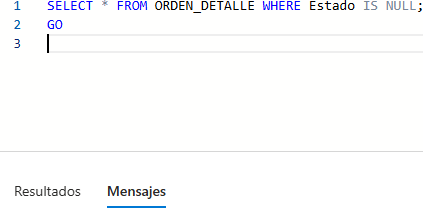 1 SELECT * FROM ORDEN_DETALLE WHERE Estado IS NULL;
2 GO
3
Resultados Mensajes